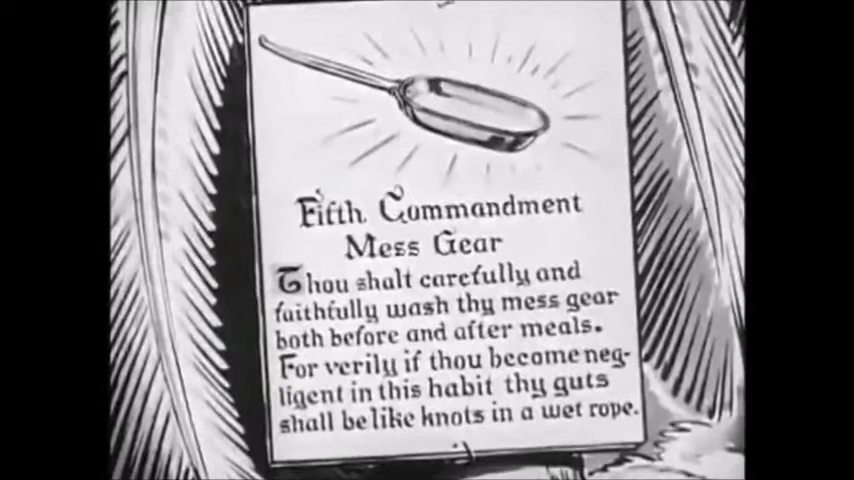 Fifth Commandment
Mess Gear
Thou shalt carefully and
faithfully wash thy mess gear
both before and after meals.
For verily if thou become neg-
ligent in this habit thy guts
shall be like knots in a wet rope.